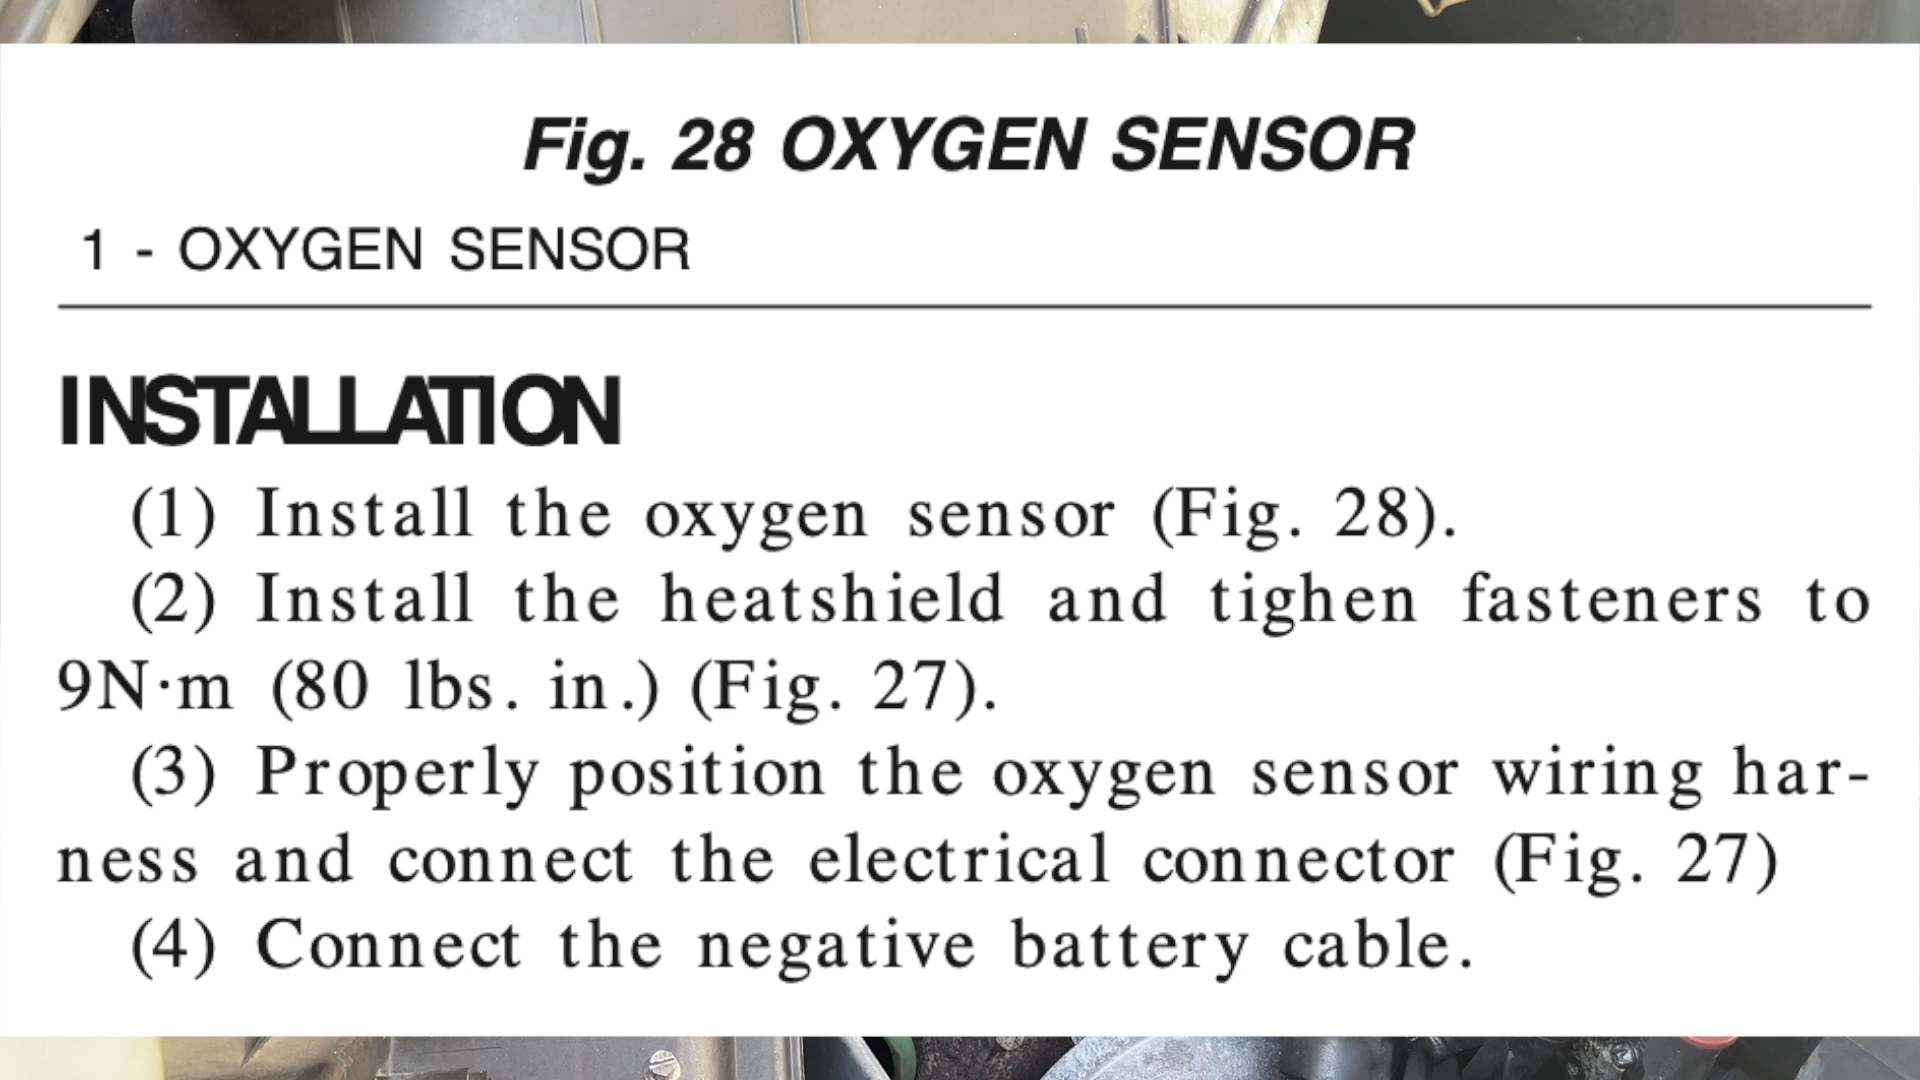 Fig. 28 OXYGEN SENSOR
1 - OXYGEN SENSOR
INSTALLATION
(1) Install the oxygen sensor (Fig. 28).
(2) Install the heatshield and tighen fasteners to
9N·m (80 lbs. in.) (Fig. 27).
(3) Properly position the oxygen sensor wiring har-
ness and connect the electrical connector (Fig. 27)
(4) Connect the negative battery cable.